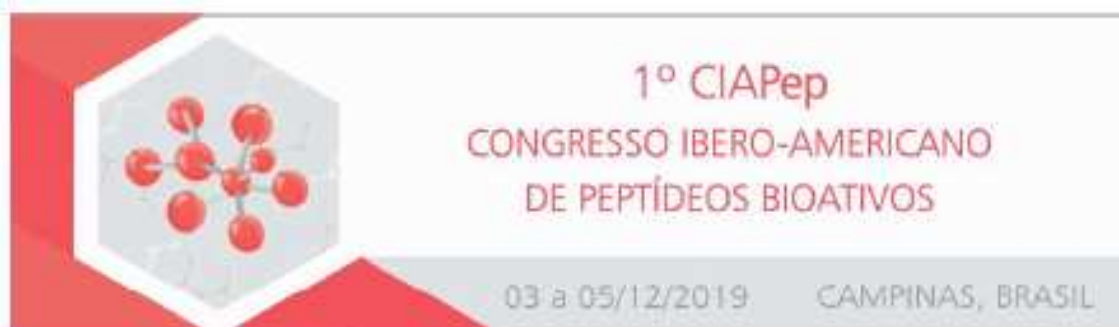 1º CIAPep
CONGRESSO IBERO-AMERICANO
DE PEPTÍDEOS BIOATIVOS
03 a 05/12/2019 CAMPINAS, BRASIL